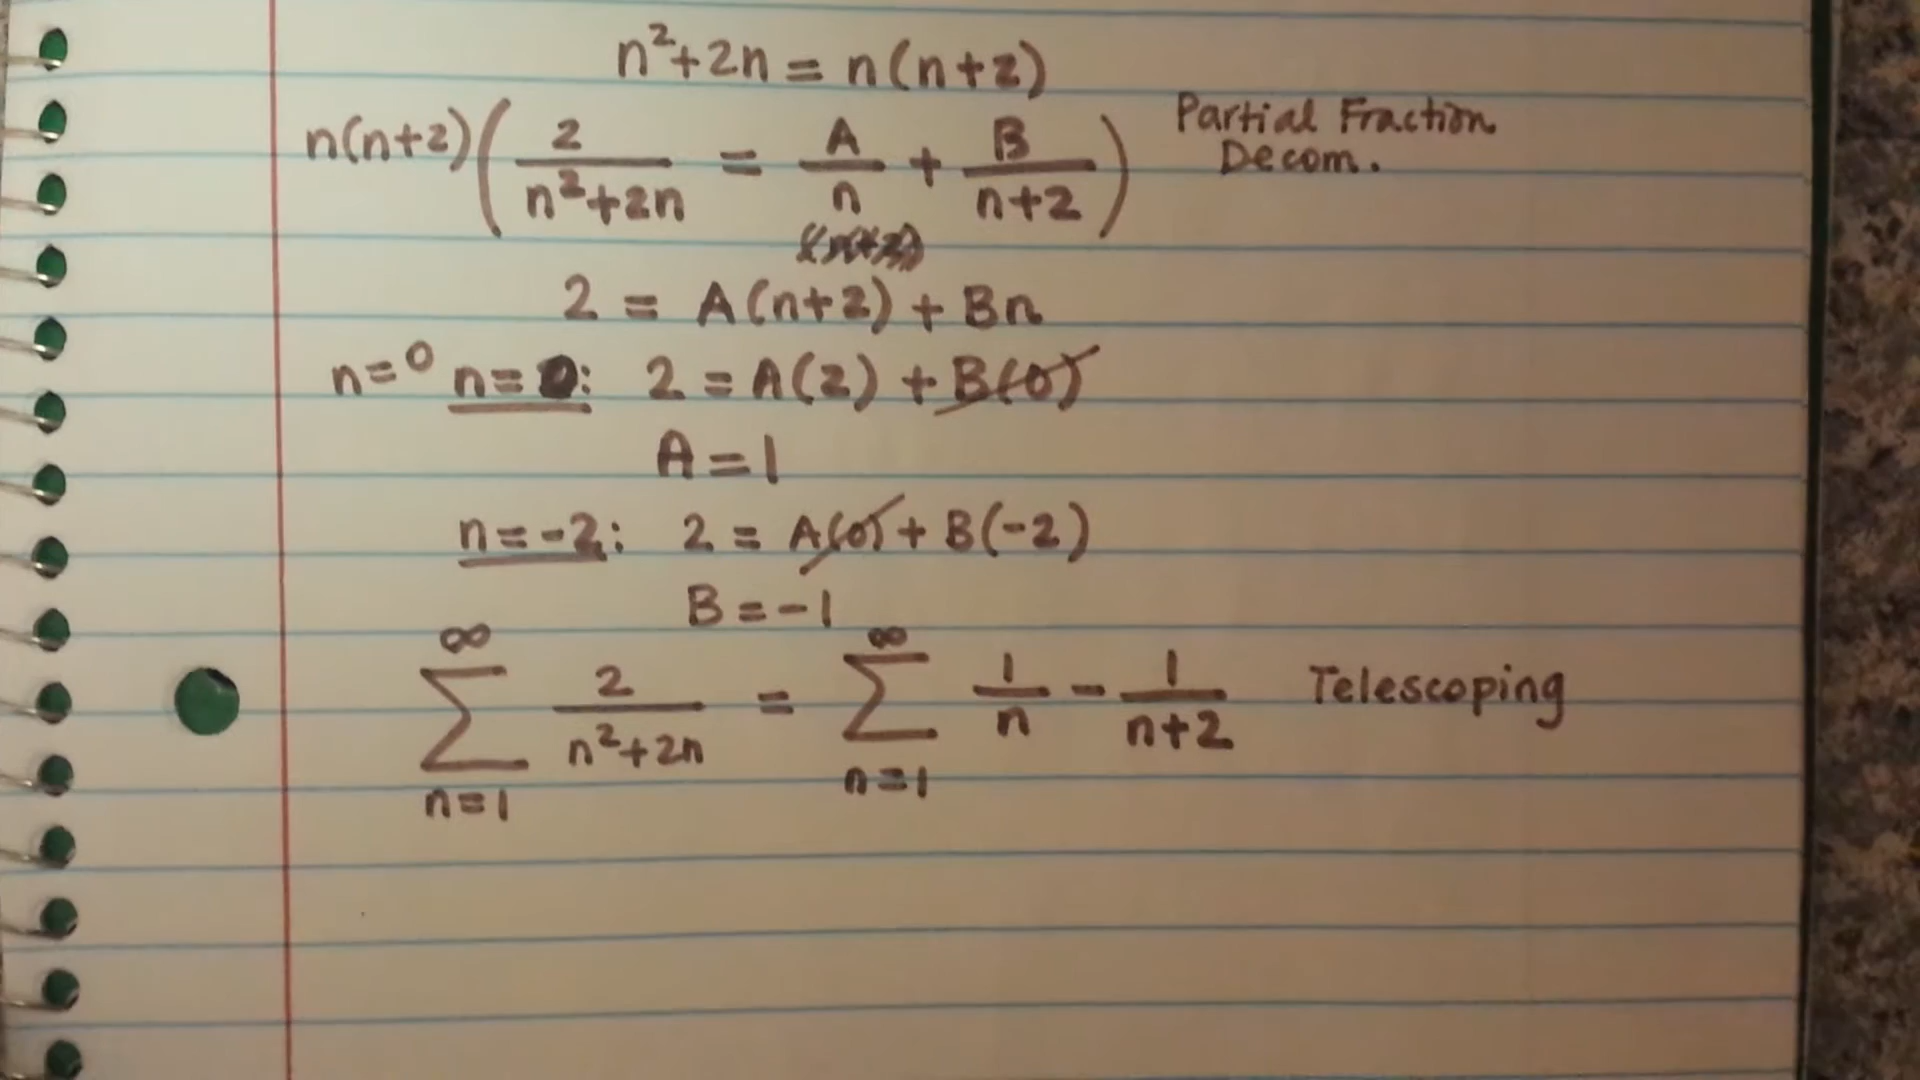 n²+2n = n(n+2)
n(n+2)( 2/(n²+2n) = A/n + B/(n+2) ) Partial Fraction Decom.
2 = A(n+2) + Bn
n=0 n=0: 2 = A(2) + B(0)
A = 1
n=-2: 2 = A(0) + B(-2)
B = -1
∞ ∑ n=1 2/(n²+2n) = ∞ ∑ n=1 1/n - 1/(n+2) Telescoping